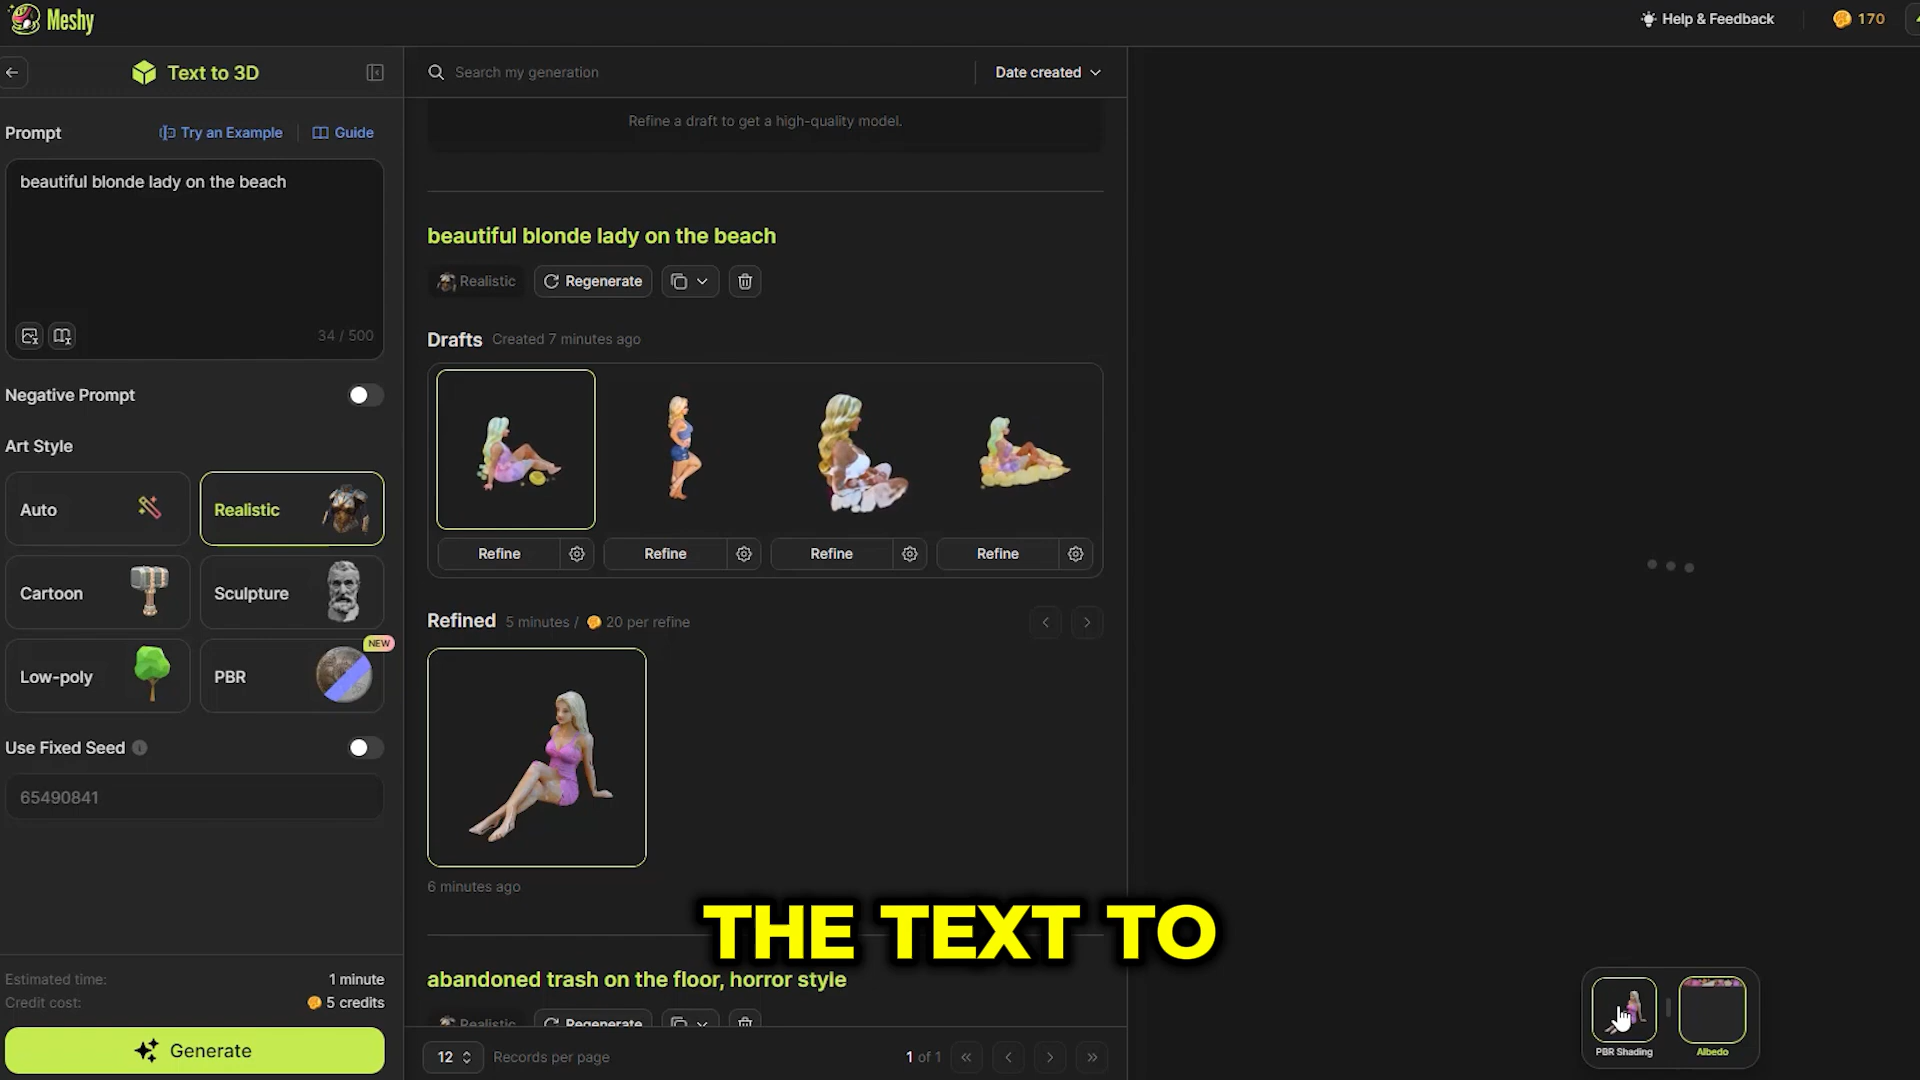 Meshy
Help & Feedback
170
Text to 3D
Search my generation
Date created
Prompt
Try an Example
Guide
Refine a draft to get a high-quality model.
beautiful blonde lady on the beach
34 / 500
Negative Prompt
Art Style
Auto
Realistic
Cartoon
Sculpture
NEW
Low-poly
PBR
Use Fixed Seed
65490841
Estimated time:
1 minute
Credit cost:
5 credits
Generate
beautiful blonde lady on the beach
Realistic
Regenerate
Drafts
Created 7 minutes ago
Refine
Refine
Refine
Refine
Refined
5 minutes /
20 per refine
6 minutes ago
THE TEXT TO
abandoned trash on the floor, horror style
Realistic
Regenerate
12
Records per page
1 of 1
PBR Shading
Albedo